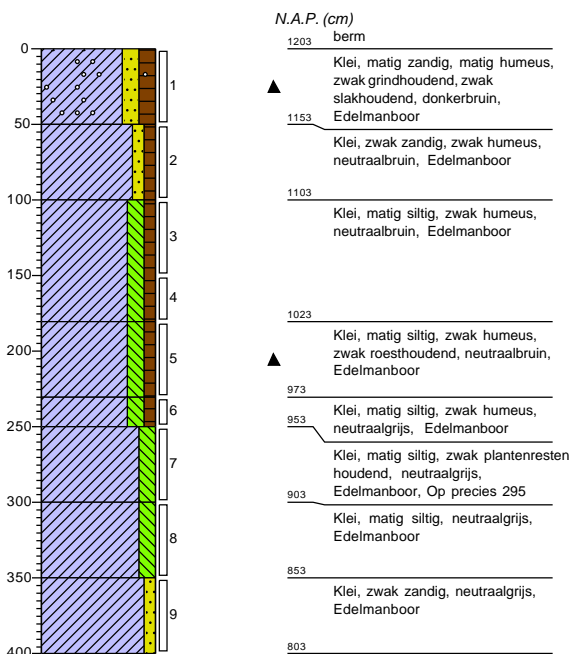 N.A.P. (cm)
0
1203 berm
Klei, matig zandig, matig humeus,
zwak grindhoudend, zwak
slakhoudend, donkerbruin,
Edelmanboor
1
50
1153
Klei, zwak zandig, zwak humeus,
neutraalbruin, Edelmanboor
2
100
1103
Klei, matig siltig, zwak humeus,
neutraalbruin, Edelmanboor
3
150
4
1023
Klei, matig siltig, zwak humeus,
zwak roesthoudend, neutraalbruin,
Edelmanboor
200
5
973
Klei, matig siltig, zwak humeus,
neutraalgrijs, Edelmanboor
6
250
953
Klei, matig siltig, zwak plantenresten
houdend, neutraalgrijs,
Edelmanboor, Op precies 295
7
300
903
Klei, matig siltig, neutraalgrijs,
Edelmanboor
8
350
853
Klei, zwak zandig, neutraalgrijs,
Edelmanboor
9
400
803